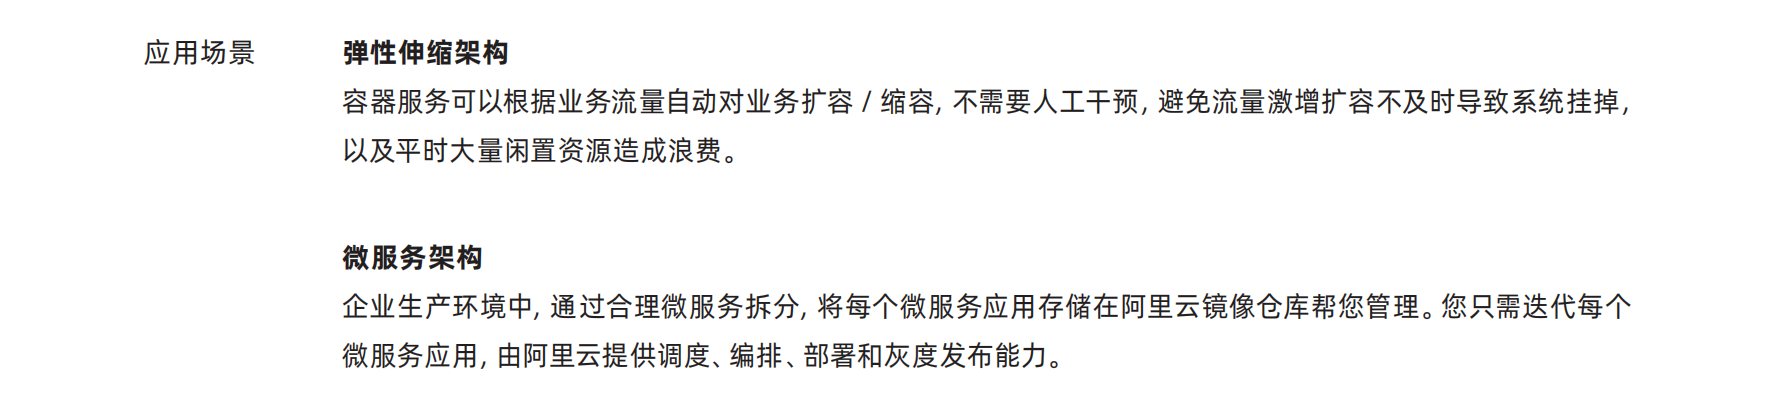 应用场景
弹性伸缩架构
容器服务可以根据业务流量自动对业务扩容 / 缩容, 不需要人工干预, 避免流量激增扩容不及时导致系统挂掉,
以及平时大量闲置资源造成浪费。
微服务架构
企业生产环境中, 通过合理微服务拆分, 将每个微服务应用存储在阿里云镜像仓库帮您管理。您只需迭代每个
微服务应用, 由阿里云提供调度、编排、部署和灰度发布能力。